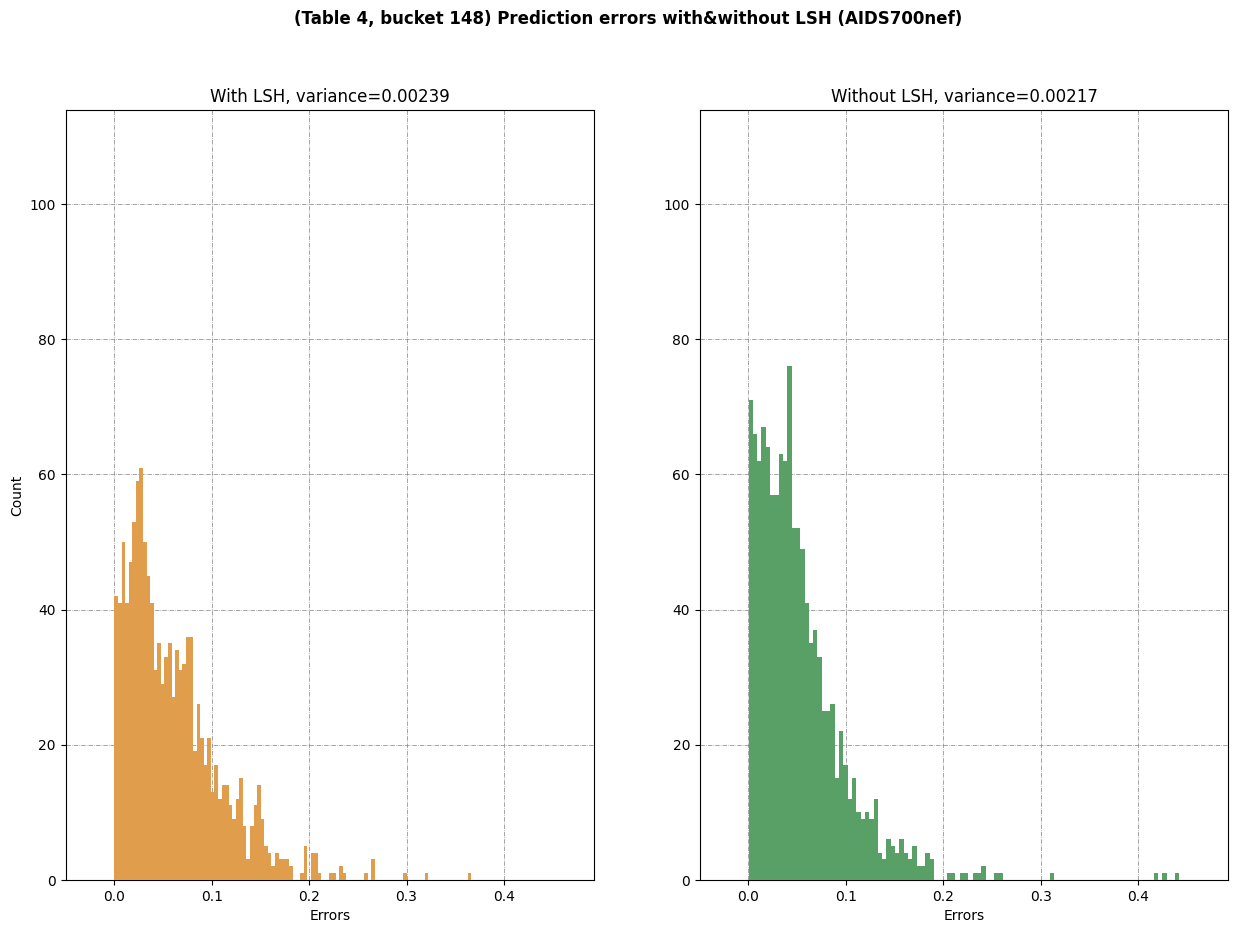 (Table 4, bucket 148) Prediction errors with&without LSH (AIDS700nef)
With LSH, variance=0.00239
Without LSH, variance=0.00217
Count
100
80
60
40
20
0
0.0 0.1 0.2 0.3 0.4
Errors
100
80
60
40
20
0
0.0 0.1 0.2 0.3 0.4
Errors